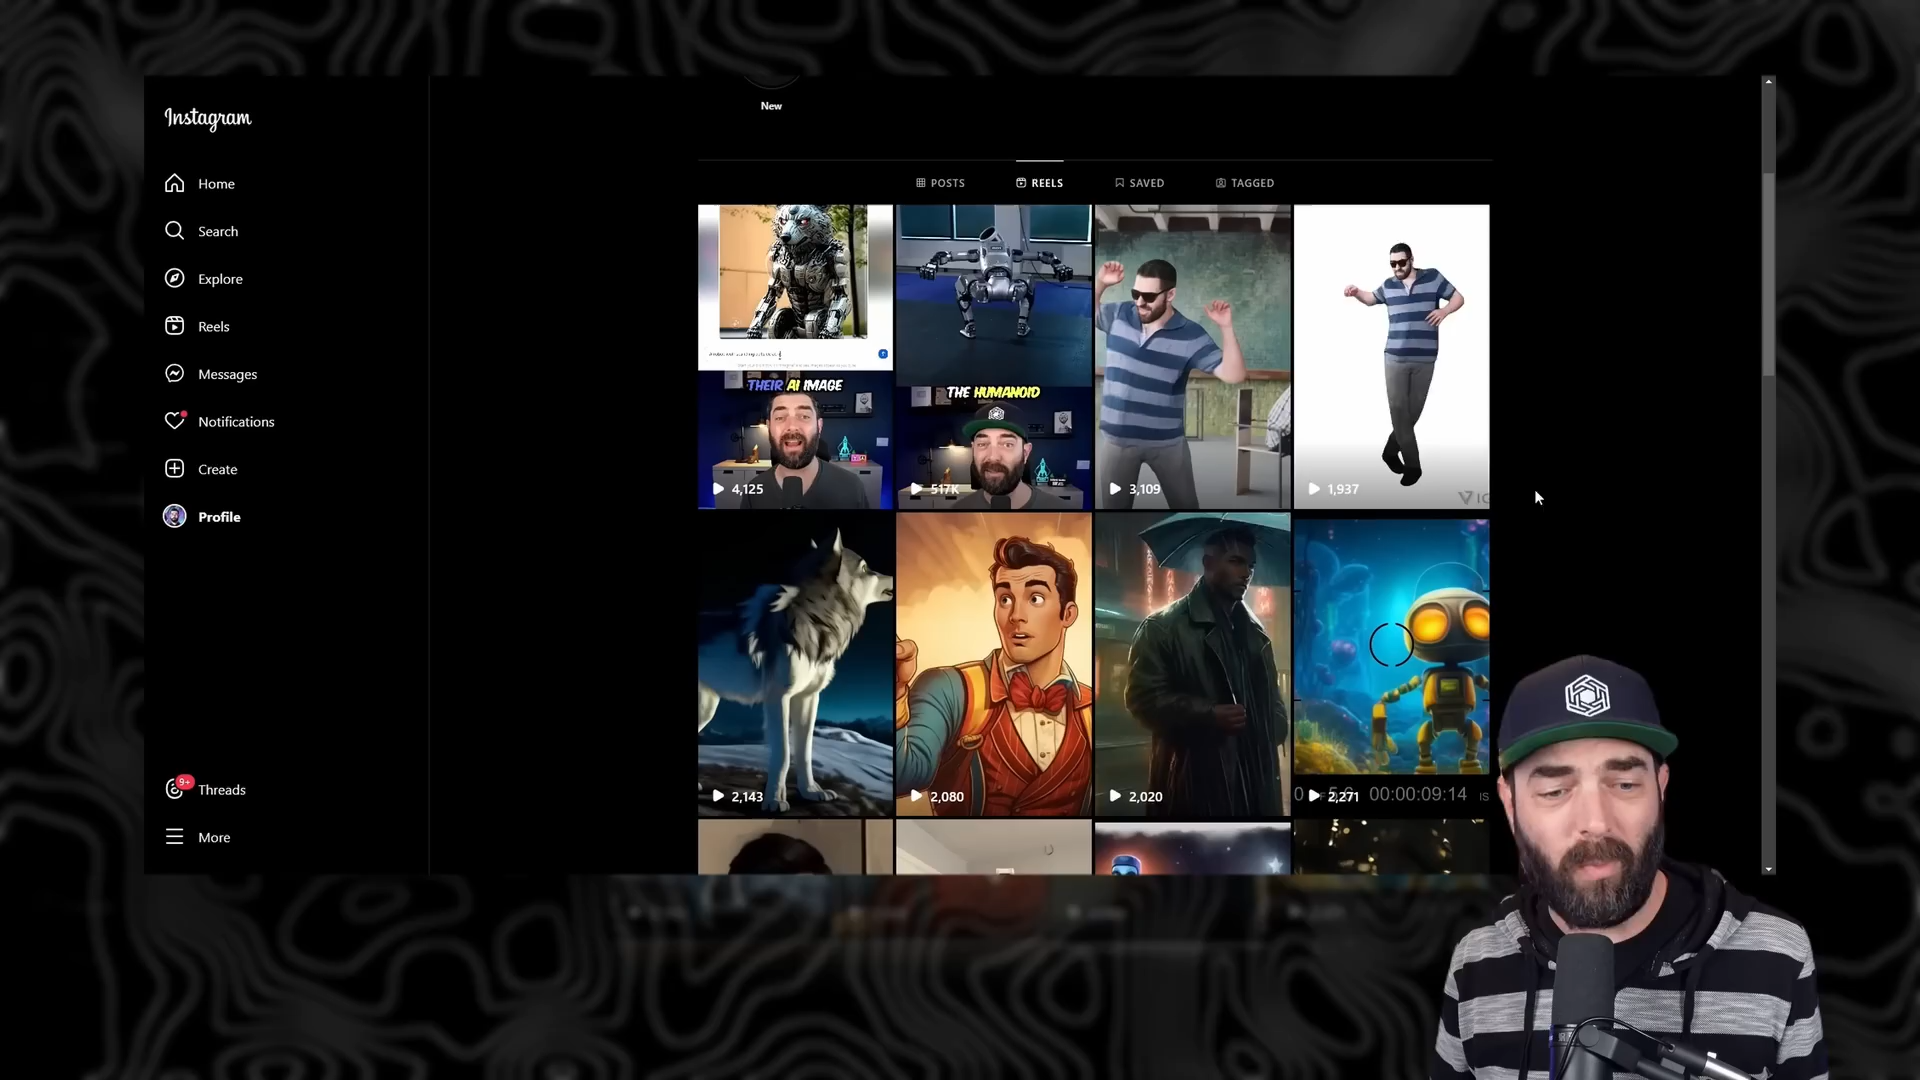 Instagram
New
Home
Search
Explore
Reels
Messages
Notifications
Create
Profile
9+
Threads
More
POSTS
REELS
SAVED
TAGGED
THEIR AI IMAGE
THE HUMANOID
4,125
517K
3,109
1,937
2,143
2,080
2,020
2,271
00:00:09:14
IS